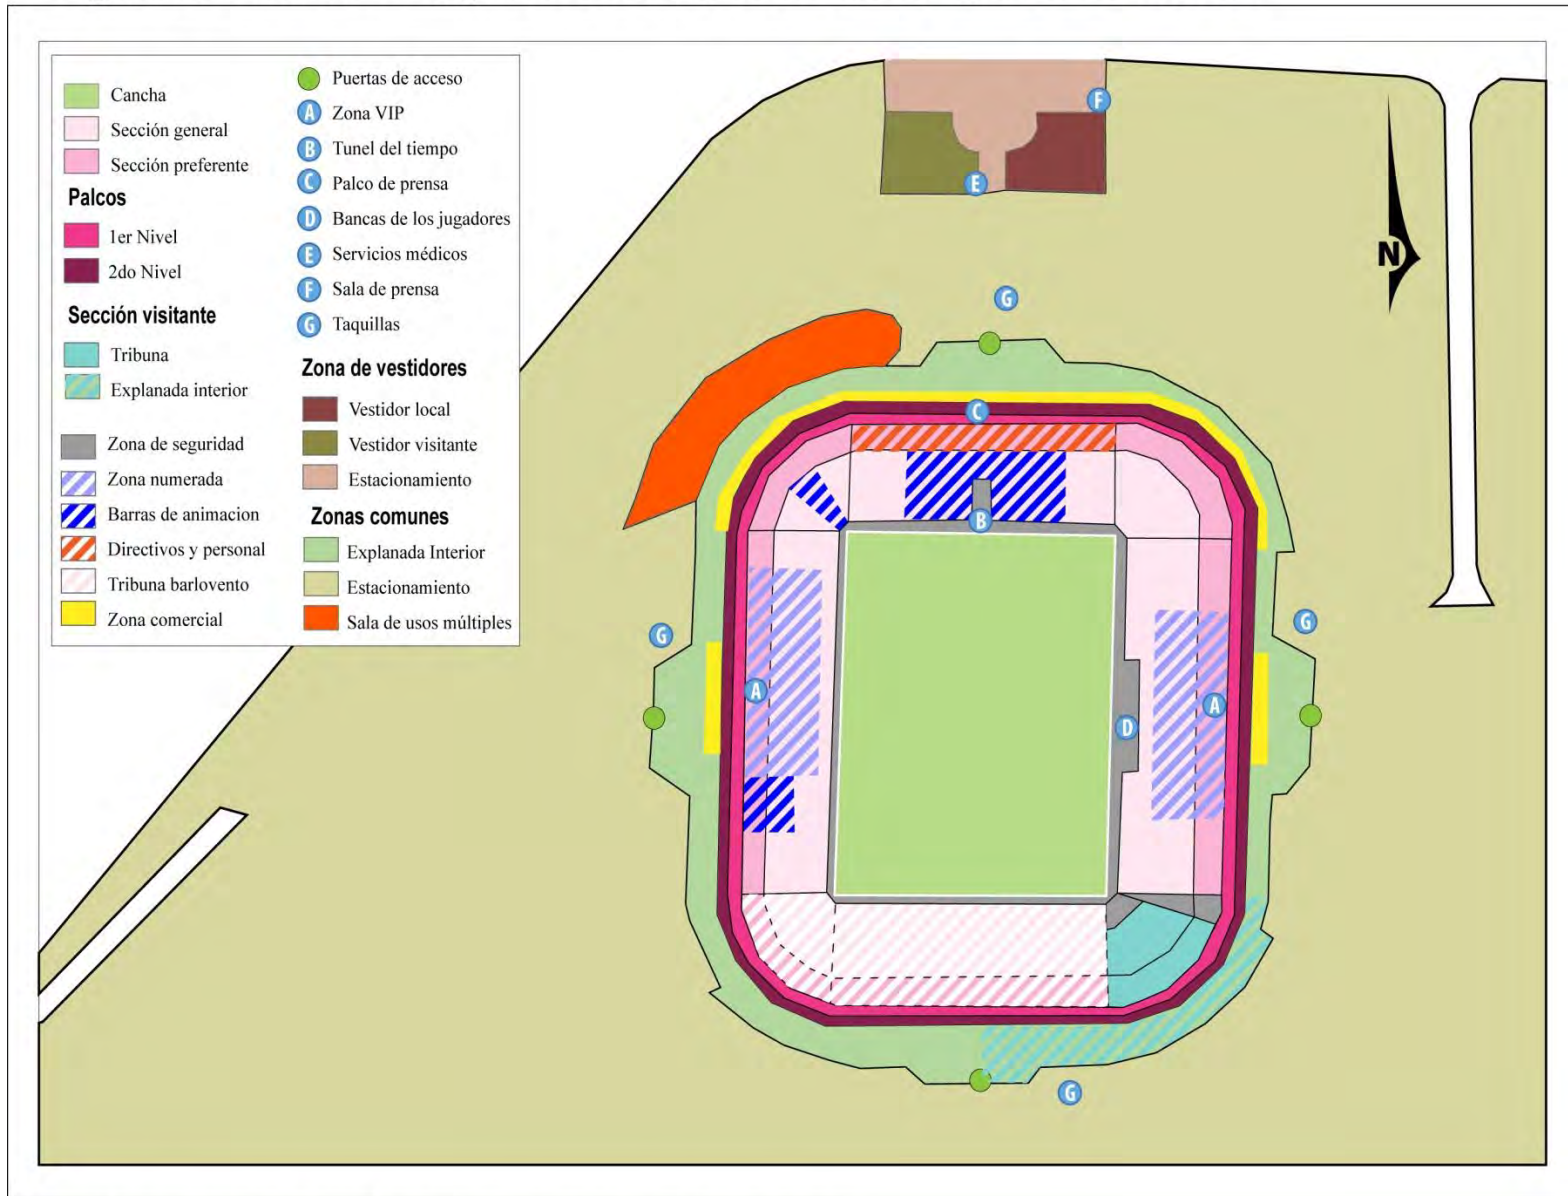 Cancha
Sección general
Sección preferente
Palcos
1er Nivel
2do Nivel
Sección visitante
Tribuna
Explanada interior
Zona de seguridad
Zona numerada
Barras de animacion
Directivos y personal
Tribuna barlovento
Zona comercial
Puertas de acceso
A Zona VIP
B Tunel del tiempo
C Palco de prensa
D Bancas de los jugadores
E Servicios médicos
F Sala de prensa
G Taquillas
Zona de vestidores
Vestidor local
Vestidor visitante
Estacionamiento
Zonas comunes
Explanada Interior
Estacionamiento
Sala de usos múltiples
F
E
N
G
C
B
G
G
A
A
D
G